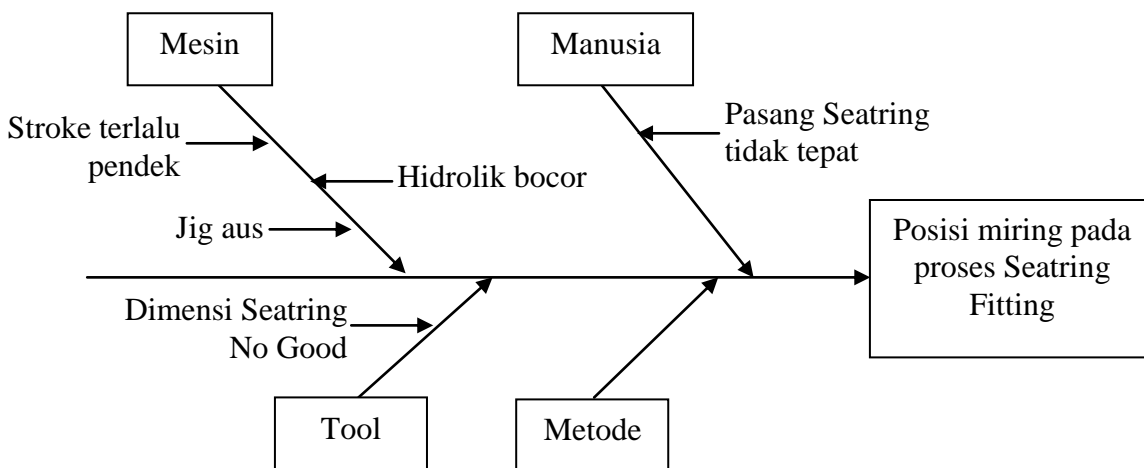 Mesin
Manusia
Stroke terlalu
pendek
Hidrolik bocor
Jig aus
Pasang Seatring
tidak tepat
Posisi miring pada
proses Seatring
Fitting
Dimensi Seatring
No Good
Tool
Metode